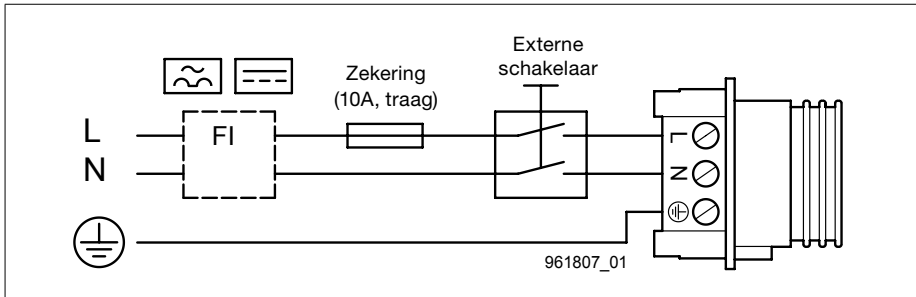 Externe
schakelaar
Zekering
(10A, traag)
L
FI
L
N
N
961807_01